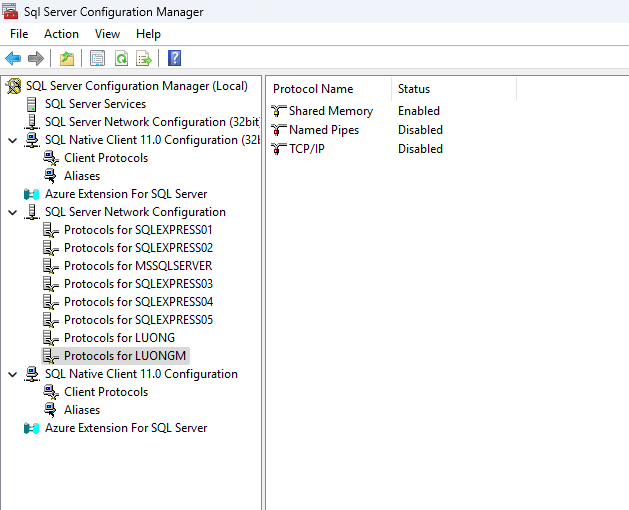 Sql Server Configuration Manager
File Action View Help
SQL Server Configuration Manager (Local)
SQL Server Services
SQL Server Network Configuration (32bit)
SQL Native Client 11.0 Configuration (32b
Client Protocols
Aliases
Azure Extension For SQL Server
SQL Server Network Configuration
Protocols for SQLEXPRESS01
Protocols for SQLEXPRESS02
Protocols for MSSQLSERVER
Protocols for SQLEXPRESS03
Protocols for SQLEXPRESS04
Protocols for SQLEXPRESS05
Protocols for LUONG
Protocols for LUONGM
SQL Native Client 11.0 Configuration
Client Protocols
Aliases
Azure Extension For SQL Server
Protocol Name Status
Shared Memory Enabled
Named Pipes Disabled
TCP/IP Disabled